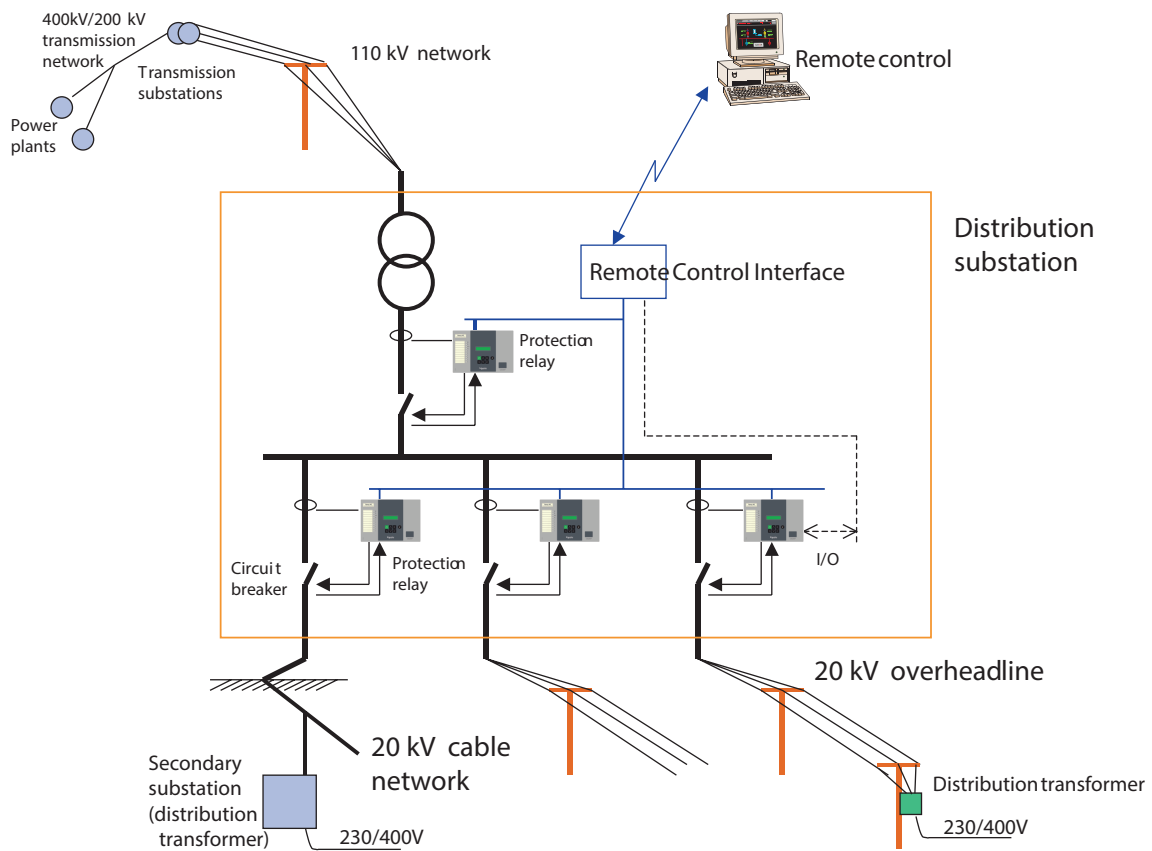 400kV/200 kV
transmission
network
110 kV network
Remote control
Transmission
substations
Power
plants
Distribution
substation
Remote Control Interface
Protection
relay
Circuit
breaker
Protection
relay
I/O
20 kV overheadline
20 kV cable
network
Secondary
substation
(distribution
transformer)
230/400V
Distribution transformer
230/400V